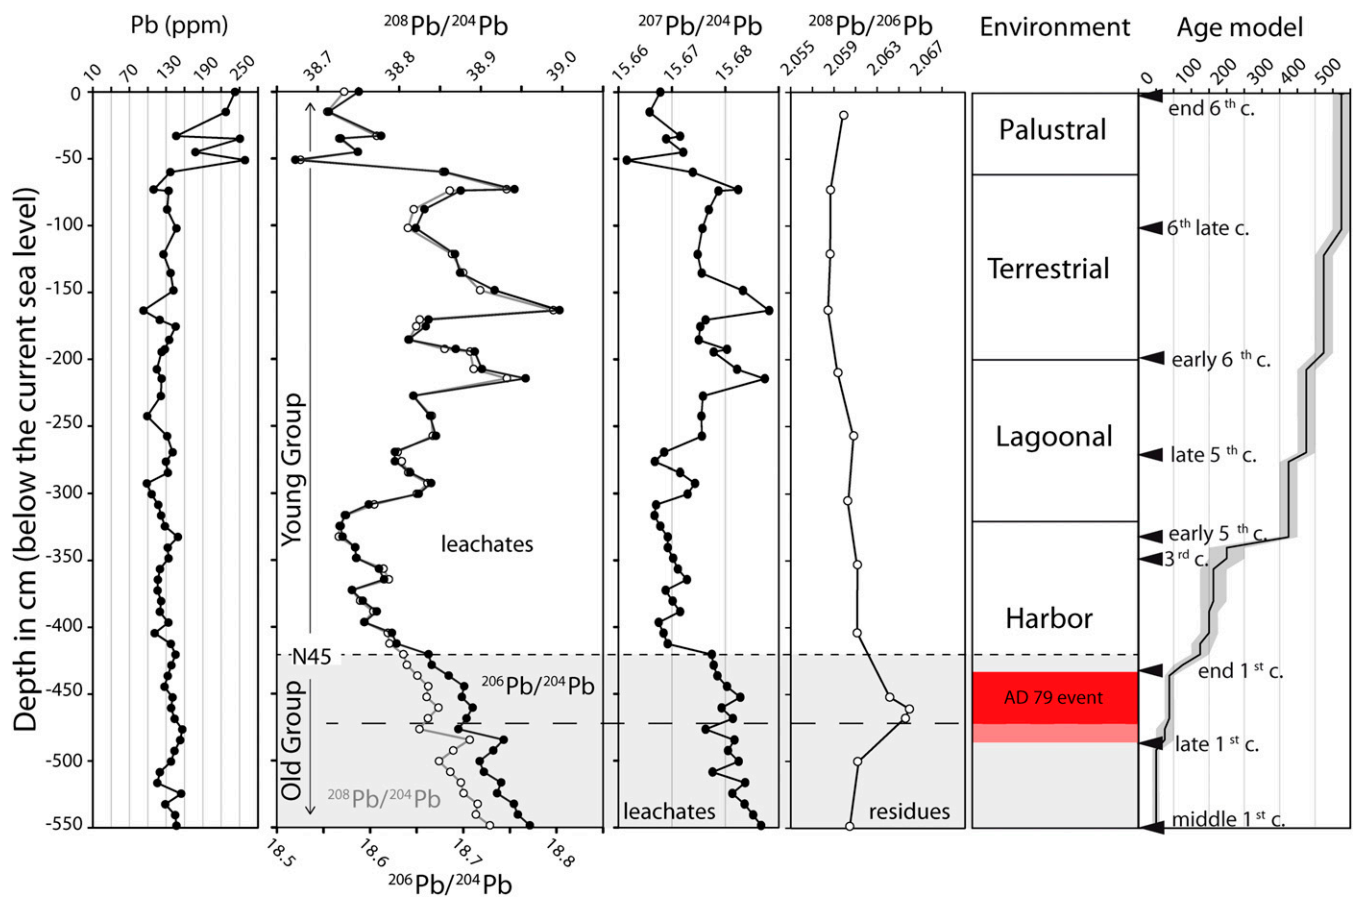 Pb (ppm)
²⁰⁸Pb/²⁰⁴Pb
²⁰⁷Pb/²⁰⁴Pb
²⁰⁸Pb/²⁰⁶Pb
Environment
Age model
10 70 130 190 250
38.7 38.8 38.9 39.0
15.66 15.67 15.68
2.055 2.059 2.063 2.067
100 200 300 400 500
Depth in cm (below the current sea level)
0
-50
-100
-150
-200
-250
-300
-350
-400
-450
-500
-550
Young Group
N45
Old Group
leachates
²⁰⁶Pb/²⁰⁴Pb
²⁰⁸Pb/²⁰⁴Pb
leachates
residues
Palustral
Terrestrial
Lagoonal
Harbor
AD 79 event
end 6ᵗʰ c.
6ᵗʰ late c.
early 6ᵗʰ c.
late 5ᵗʰ c.
early 5ᵗʰ c.
3ʳᵈ c.
end 1ˢᵗ c.
late 1ˢᵗ c.
middle 1ˢᵗ c.
18.5 18.6 18.7 18.8
²⁰⁶Pb/²⁰⁴Pb